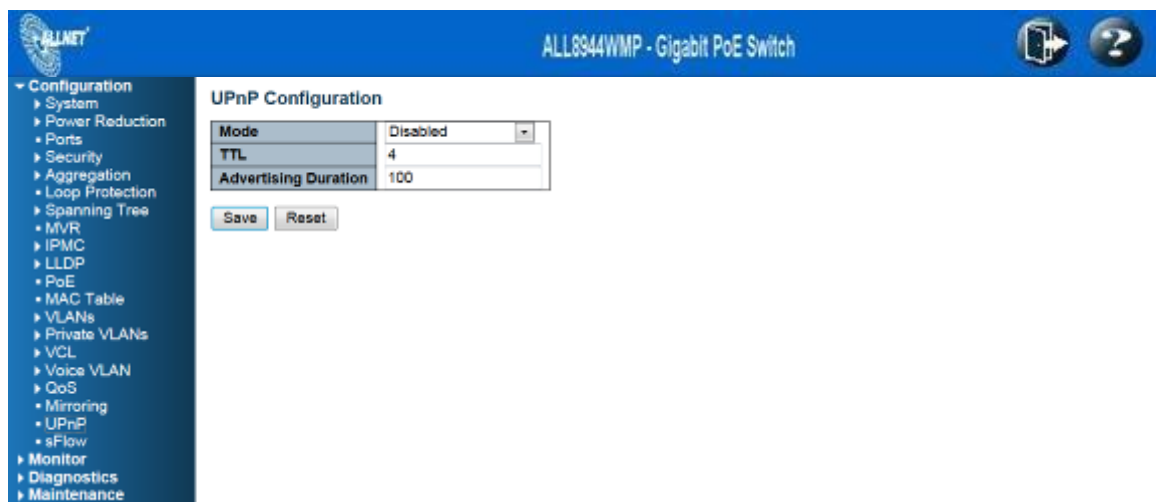 ALLNET
ALL8944WMP - Gigabit PoE Switch
?
Configuration
System
Power Reduction
Ports
Security
Aggregation
Loop Protection
Spanning Tree
MVR
IPMC
LLDP
PoE
MAC Table
VLANs
Private VLANs
VCL
Voice VLAN
QoS
Mirroring
UPnP
sFlow
Monitor
Diagnostics
Maintenance
UPnP Configuration
Mode Disabled
TTL 4
Advertising Duration 100
Save Reset